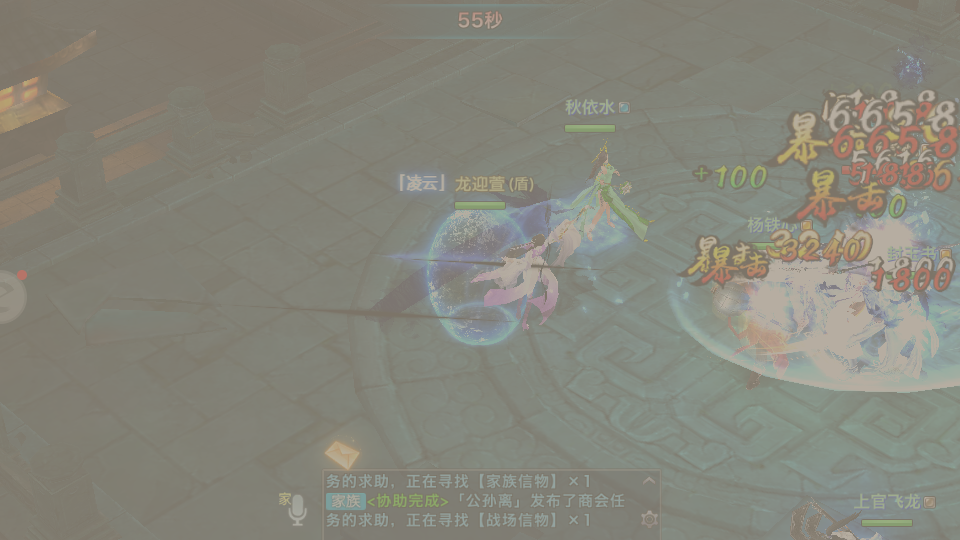 55秒
秋依水
「凌云」 龙迎萱(盾)
+100
暴
暴击
杨铁
暴击 3240
1800
务的求助，正在寻找【家族信物】×1
家族 <协助完成>「公孙离」发布了商会任
务的求助，正在寻找【战场信物】×1
家
上官飞龙